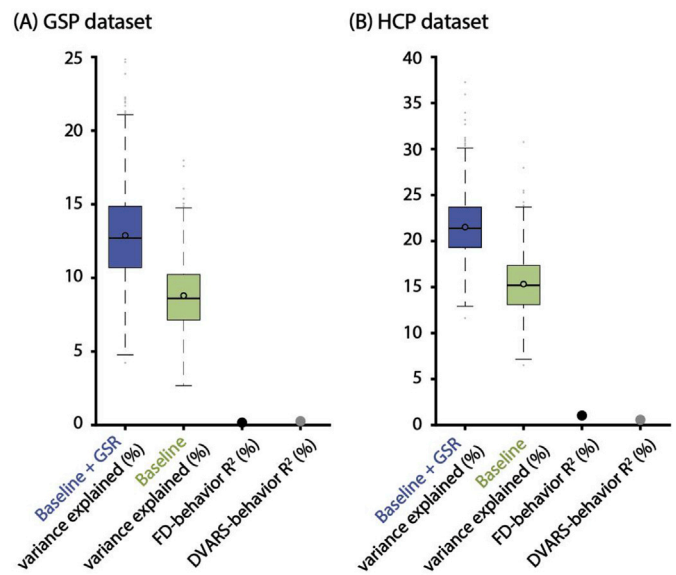 (A) GSP dataset
25
20
15
10
5
0
Baseline + GSR
variance explained (%)
Baseline
variance explained (%)
FD-behavior R² (%)
DVARS-behavior R² (%)
(B) HCP dataset
40
35
30
25
20
15
10
5
0
Baseline + GSR
variance explained (%)
Baseline
variance explained (%)
FD-behavior R² (%)
DVARS-behavior R² (%)